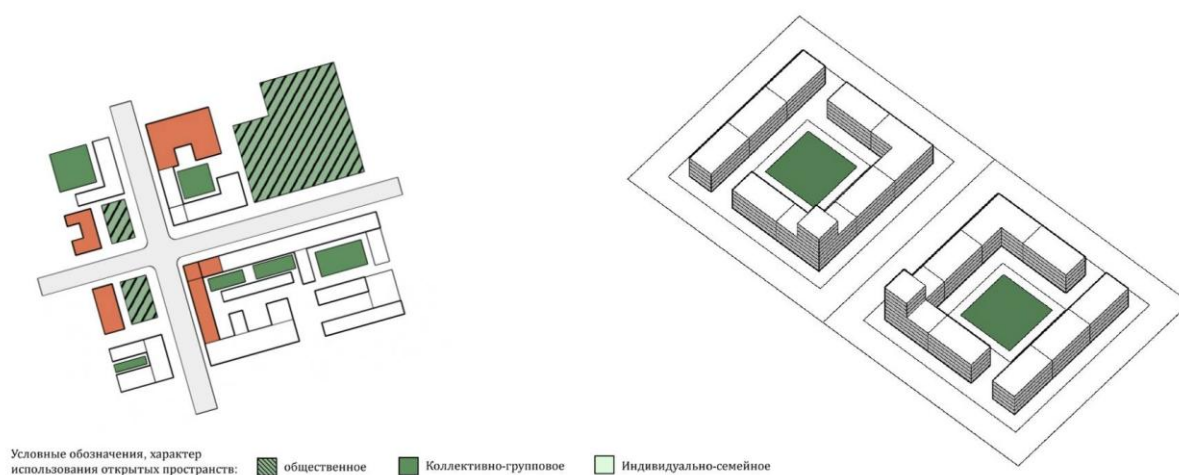 Условные обозначения, характер
использования открытых пространств: общественное Коллективно-групповое Индивидуально-семейное